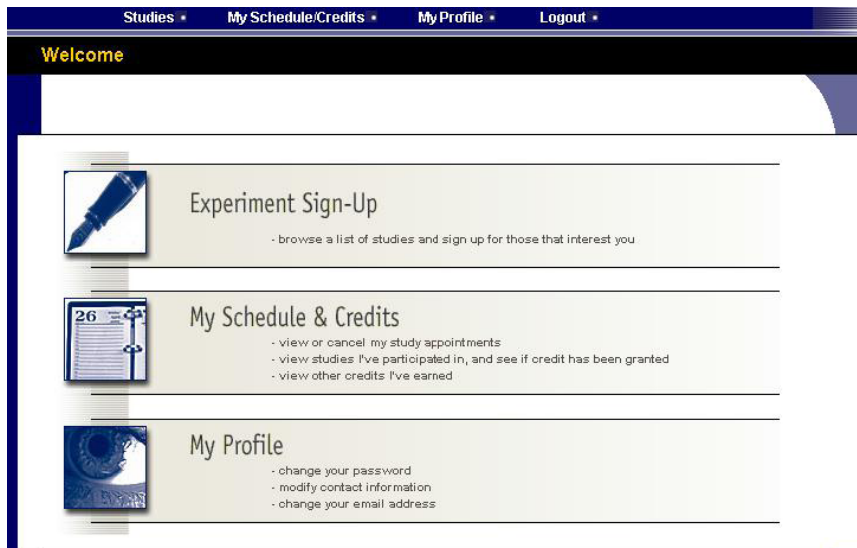 Studies My Schedule/Credits My Profile Logout
Welcome
Experiment Sign-Up
- browse a list of studies and sign up for those that interest you
26
My Schedule & Credits
- view or cancel my study appointments
- view studies I've participated in, and see if credit has been granted
- view other credits I've earned
My Profile
- change your password
- modify contact information
- change your email address